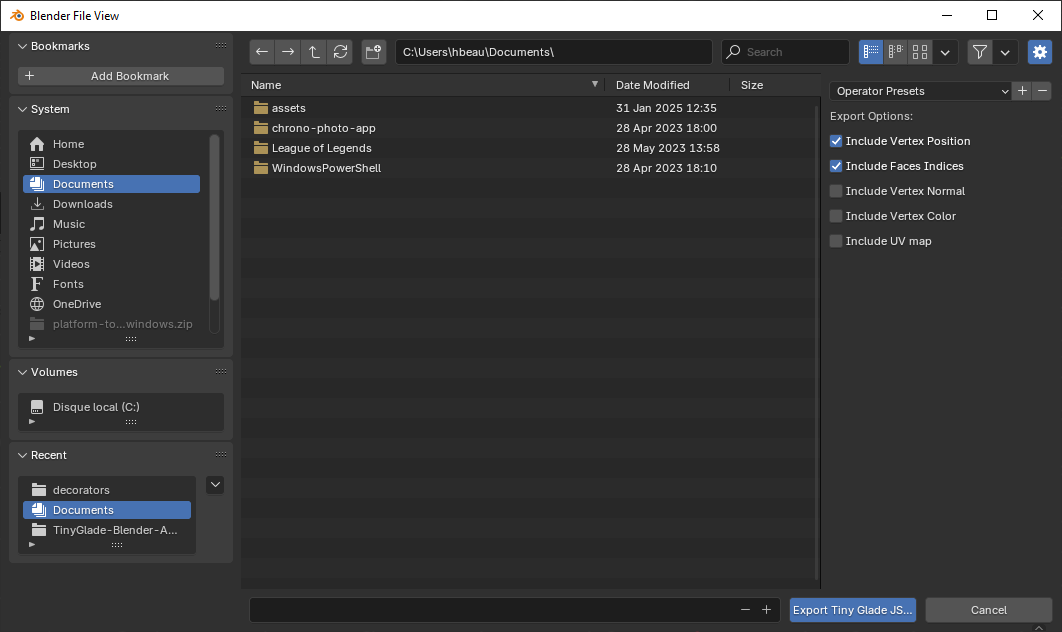 Blender File View
Bookmarks
Add Bookmark
System
Home
Desktop
Documents
Downloads
Music
Pictures
Videos
Fonts
OneDrive
platform-to...windows.zip
Volumes
Disque local (C:)
Recent
decorators
Documents
TinyGlade-Blender-A...
C:\Users\hbeau\Documents\
Search
Name Date Modified Size
assets 31 Jan 2025 12:35
chrono-photo-app 28 Apr 2023 18:00
League of Legends 28 May 2023 13:58
WindowsPowerShell 28 Apr 2023 18:10
Operator Presets
Export Options:
Include Vertex Position
Include Faces Indices
Include Vertex Normal
Include Vertex Color
Include UV map
Export Tiny Glade JS...
Cancel